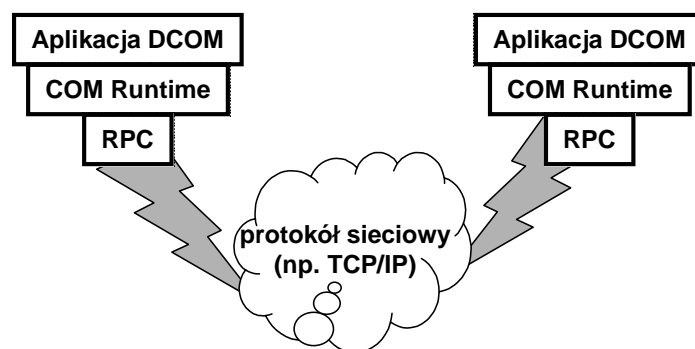 Aplikacja DCOM
COM Runtime
RPC
Aplikacja DCOM
COM Runtime
RPC
protokół sieciowy
(np. TCP/IP)